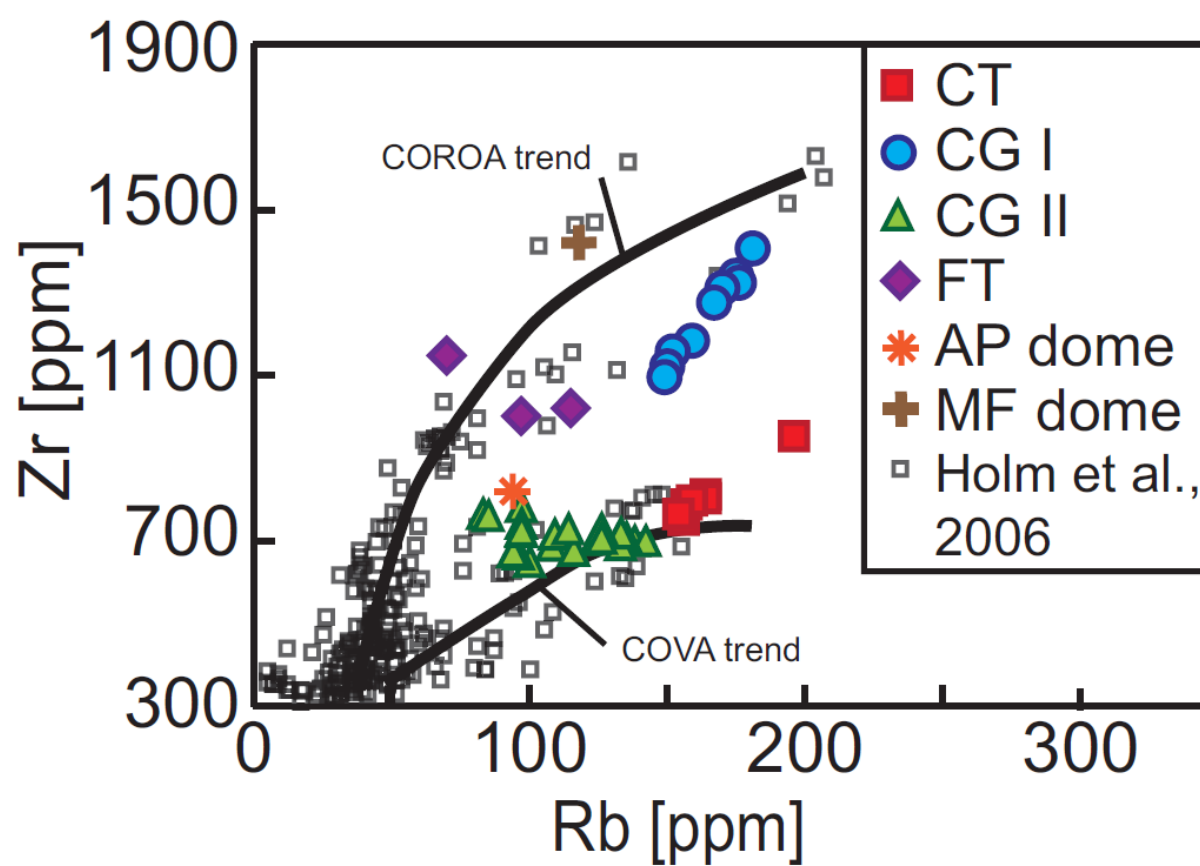 1900
1500
1100
700
300
Zr [ppm]
0
100
200
300
Rb [ppm]
COROA trend
COVA trend
CT
CG I
CG II
FT
AP dome
MF dome
Holm et al.,
2006